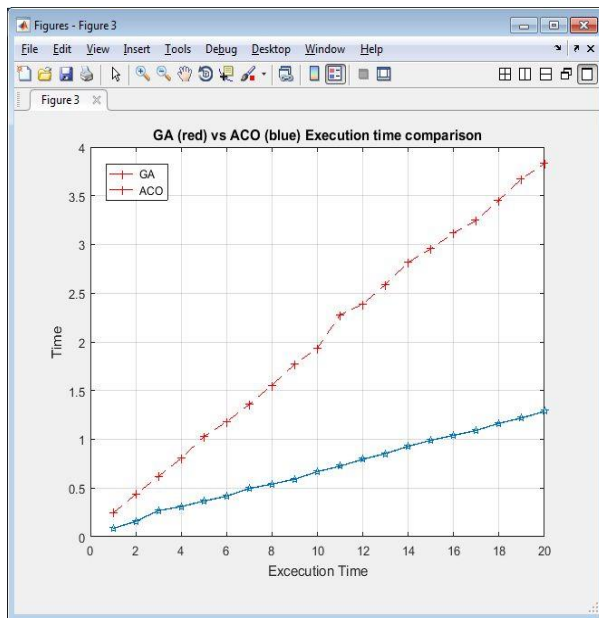 Figures - Figure 3
File Edit View Insert Tools Debug Desktop Window Help
Figure 3
GA (red) vs ACO (blue) Execution time comparison
GA
ACO
4
3.5
3
2.5
2
1.5
1
0.5
0
Time
0 2 4 6 8 10 12 14 16 18 20
Excecution Time